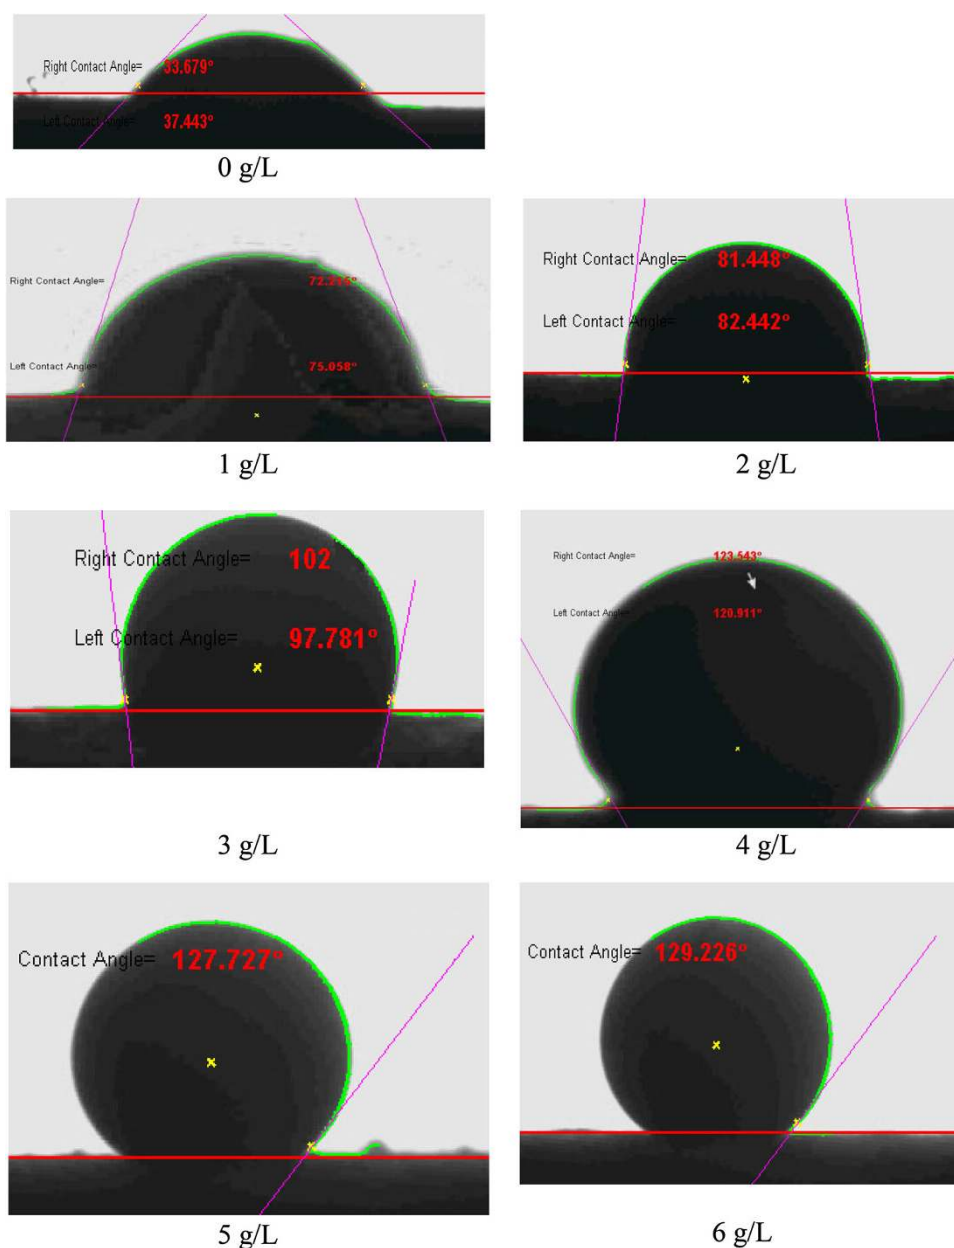 Right Contact Angle= 33.679°
Left Contact Angle= 37.443°
0 g/L
Right Contact Angle=
Left Contact Angle= 75.058°
1 g/L
Right Contact Angle= 81.448°
Left Contact Angle= 82.442°
2 g/L
Right Contact Angle= 102
Left Contact Angle= 97.781°
3 g/L
Right Contact Angle= 123.543°
Left Contact Angle= 120.911°
4 g/L
Contact Angle= 127.727°
5 g/L
Contact Angle= 129.226°
6 g/L